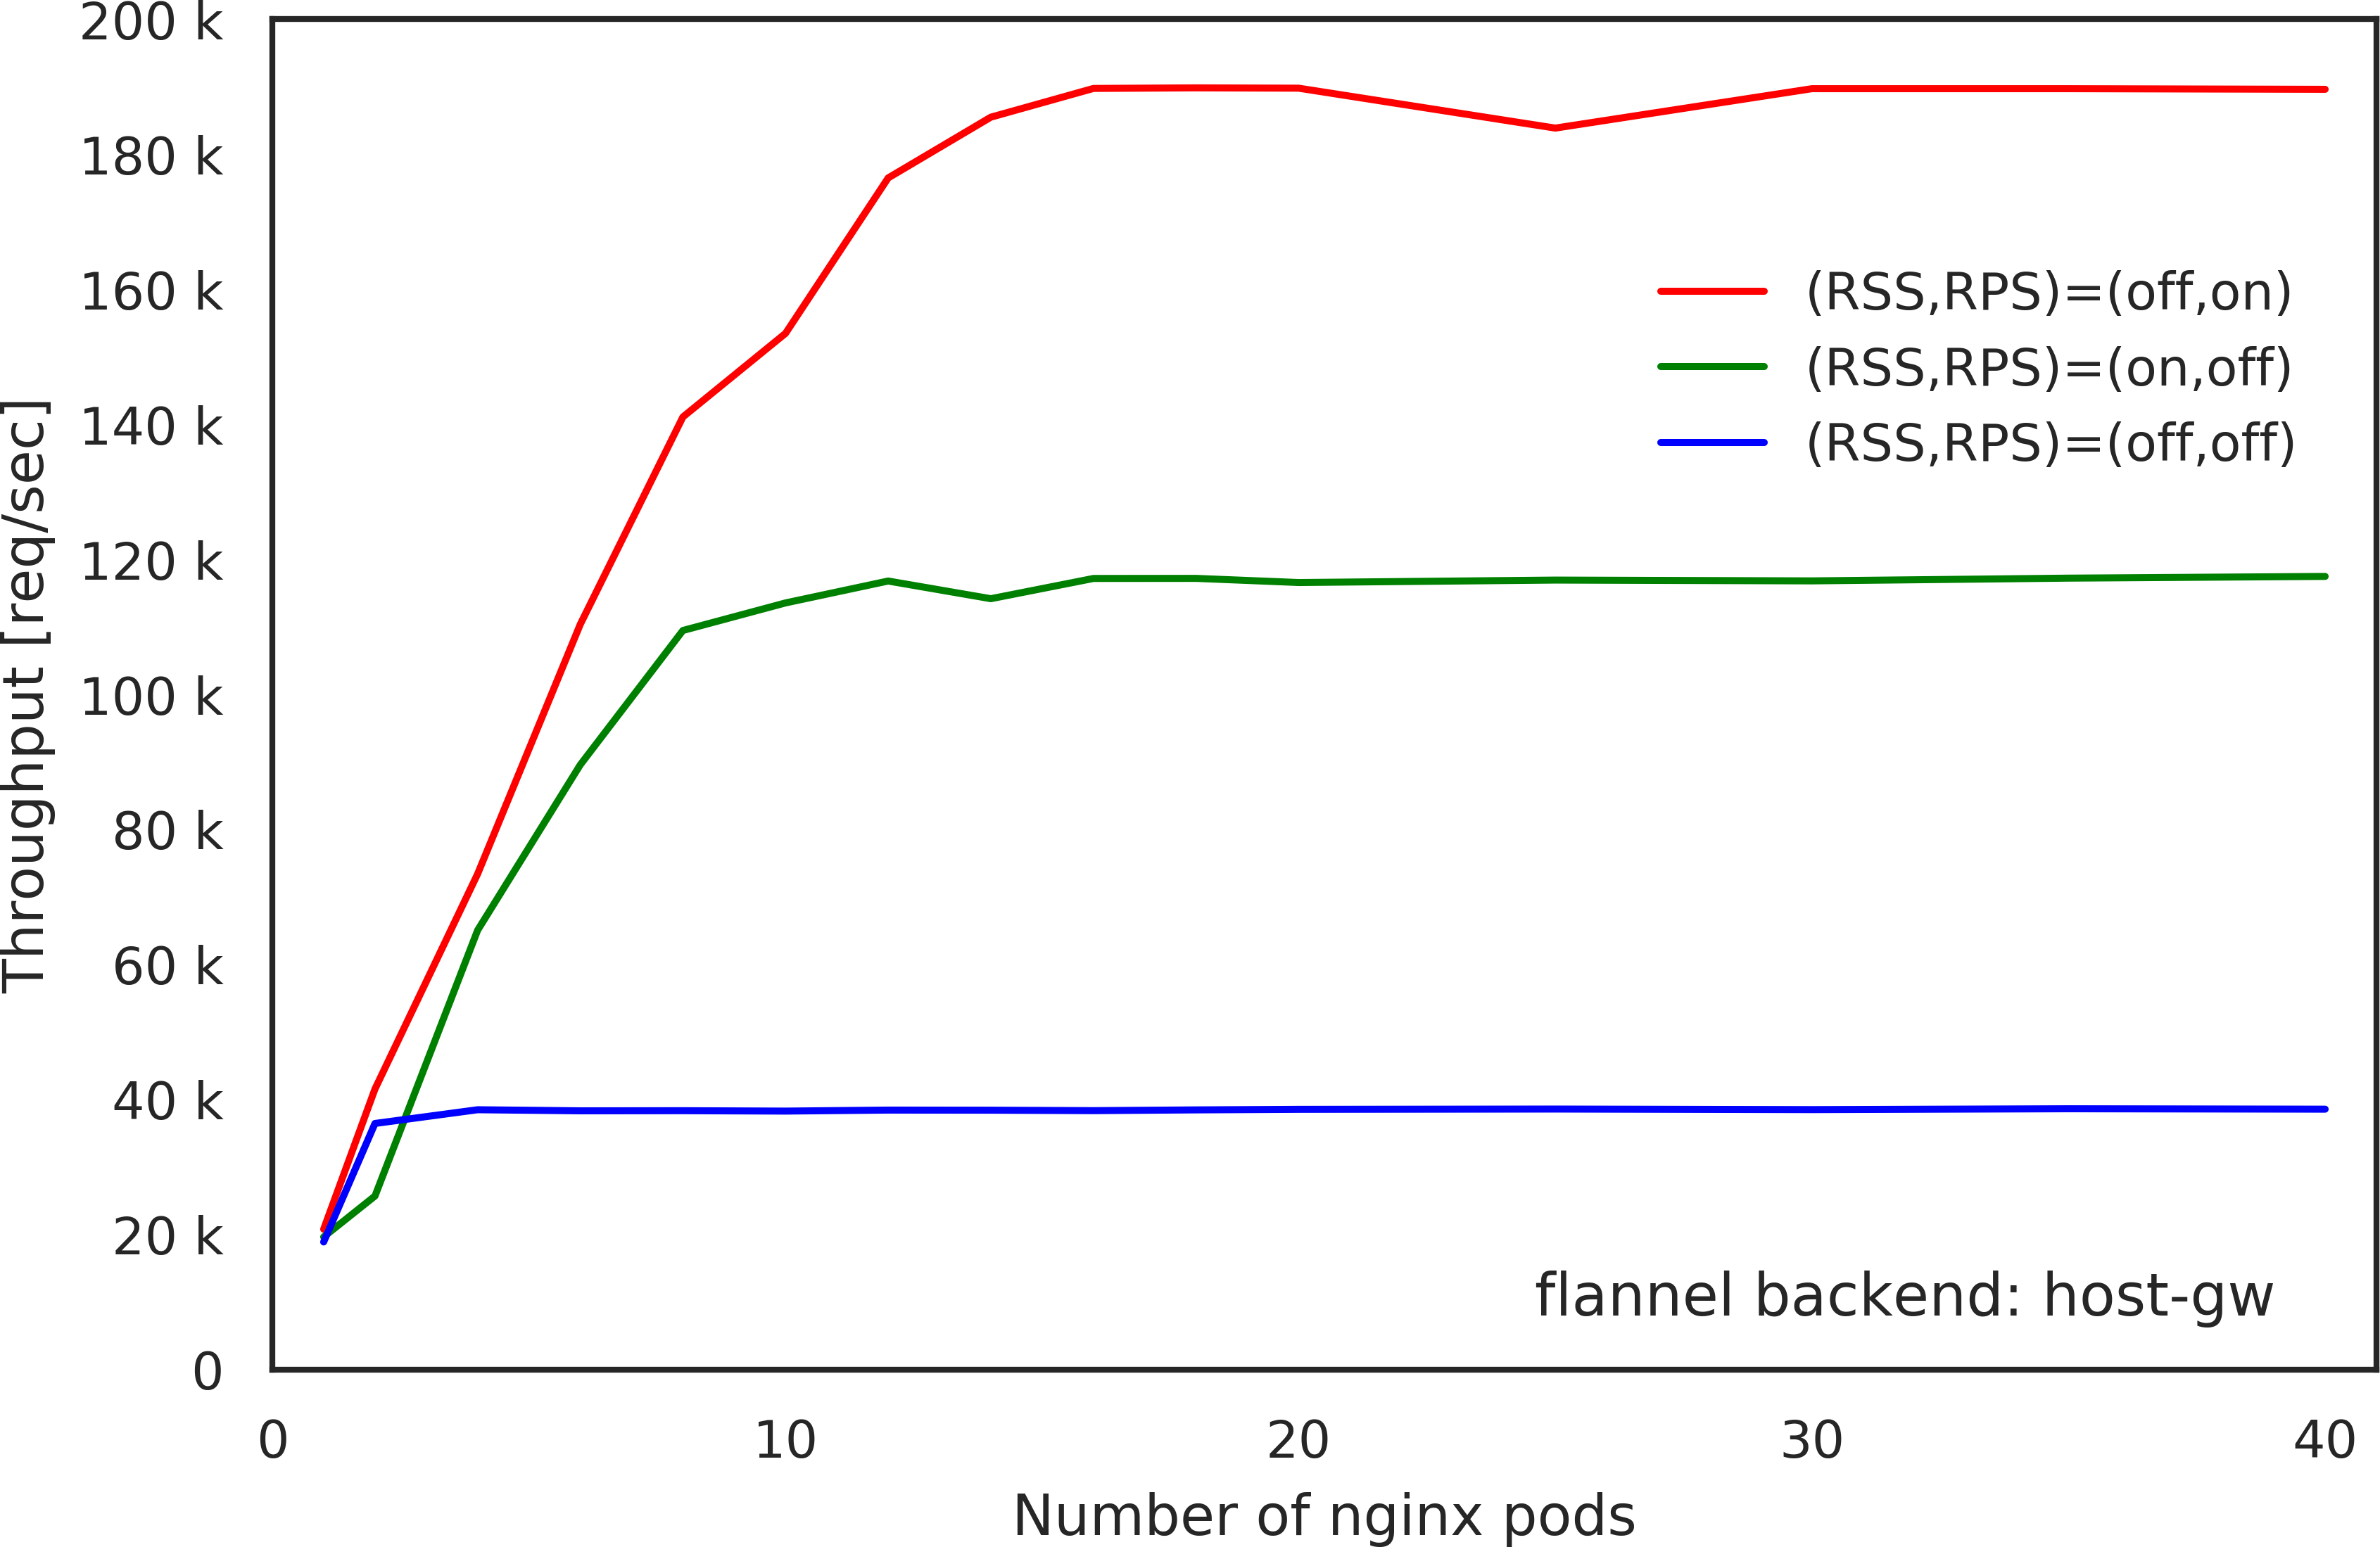 200 k
180 k
160 k
140 k
120 k
100 k
80 k
60 k
40 k
20 k
0
Throughput [req/sec]
(RSS,RPS)=(off,on)
(RSS,RPS)=(on,off)
(RSS,RPS)=(off,off)
flannel backend: host-gw
0 10 20 30 40
Number of nginx pods